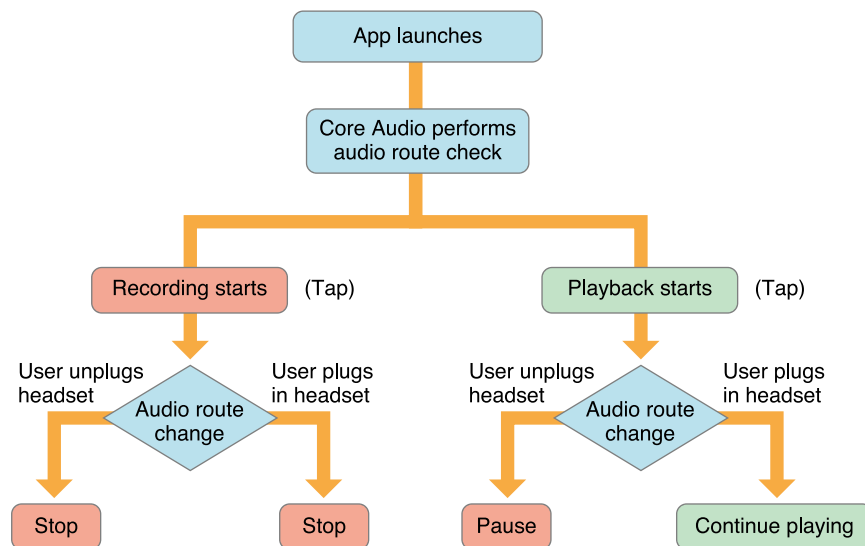 App launches
Core Audio performs
audio route check
Recording starts
(Tap)
Playback starts
(Tap)
User unplugs
headset
User plugs
in headset
Audio route
change
User unplugs
headset
User plugs
in headset
Audio route
change
Stop
Stop
Pause
Continue playing